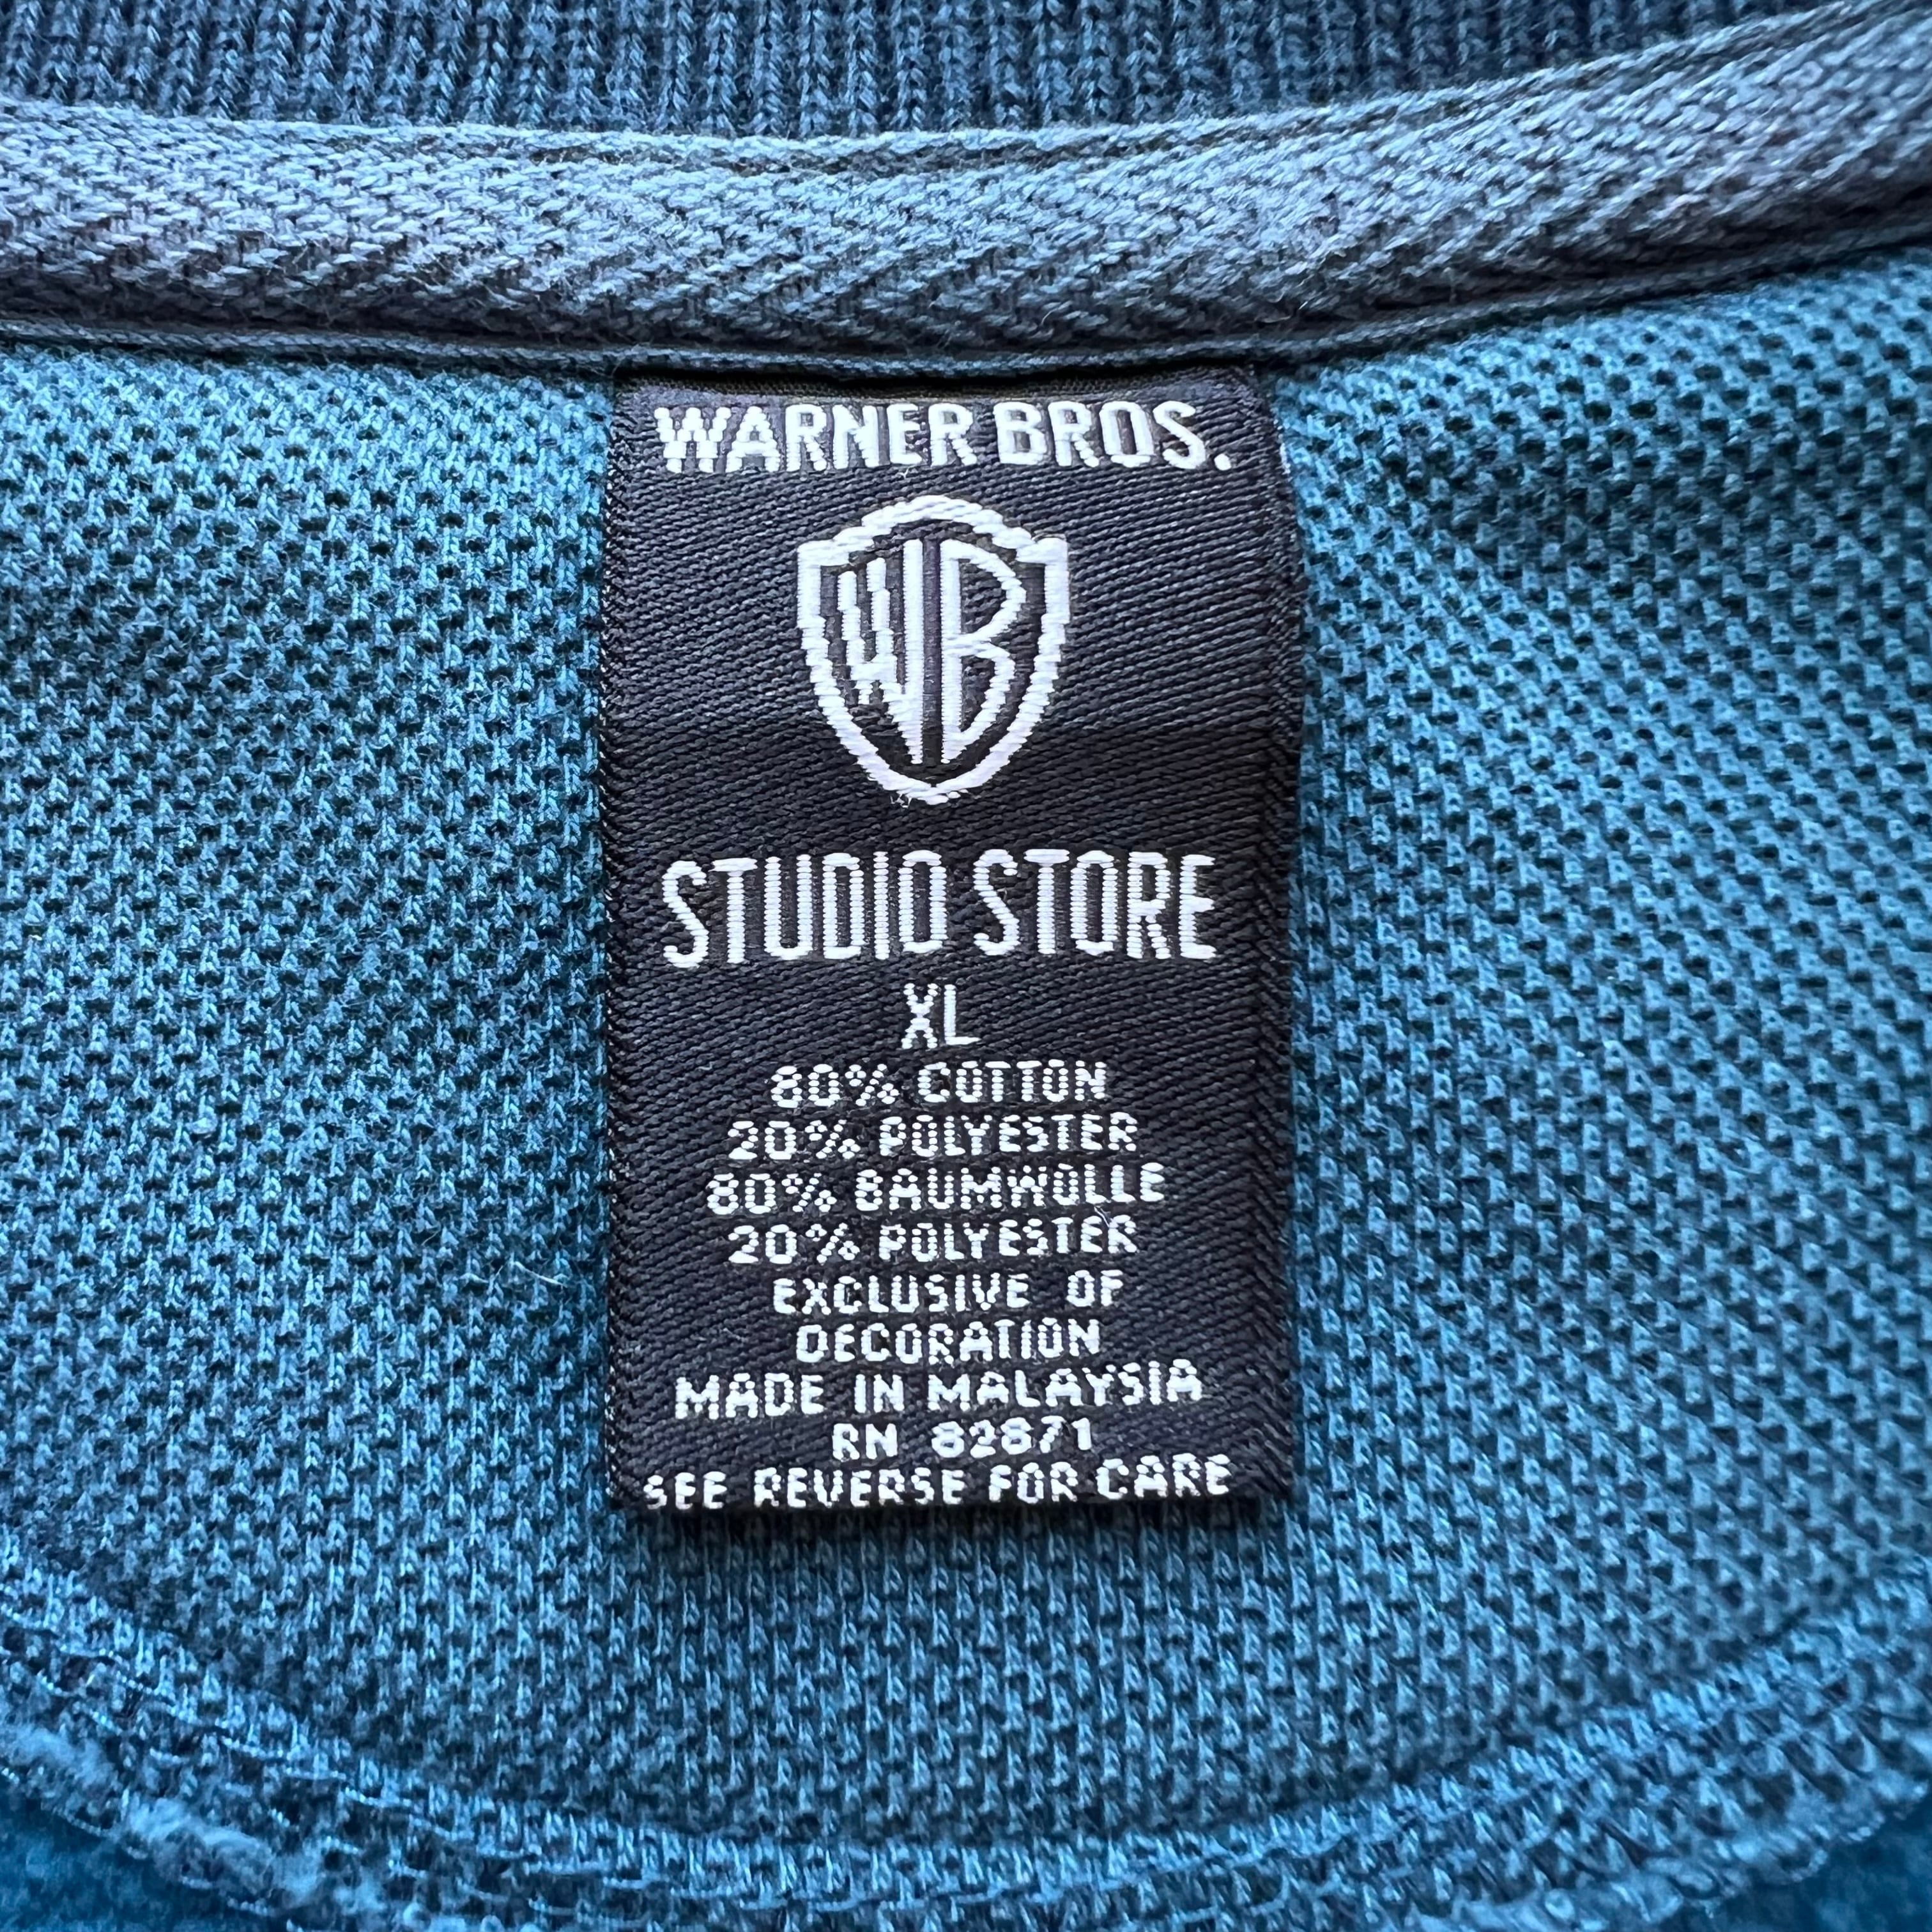 WARNER BROS.
WB
STUDIO STORE
XL
80% COTTON
20% POLYESTER
80% BAUMWOLLE
20% POLYESTER
EXCLUSIVE OF
DECORATION
MADE IN MALAYSIA
RN 82871
SEE REVERSE FOR CARE